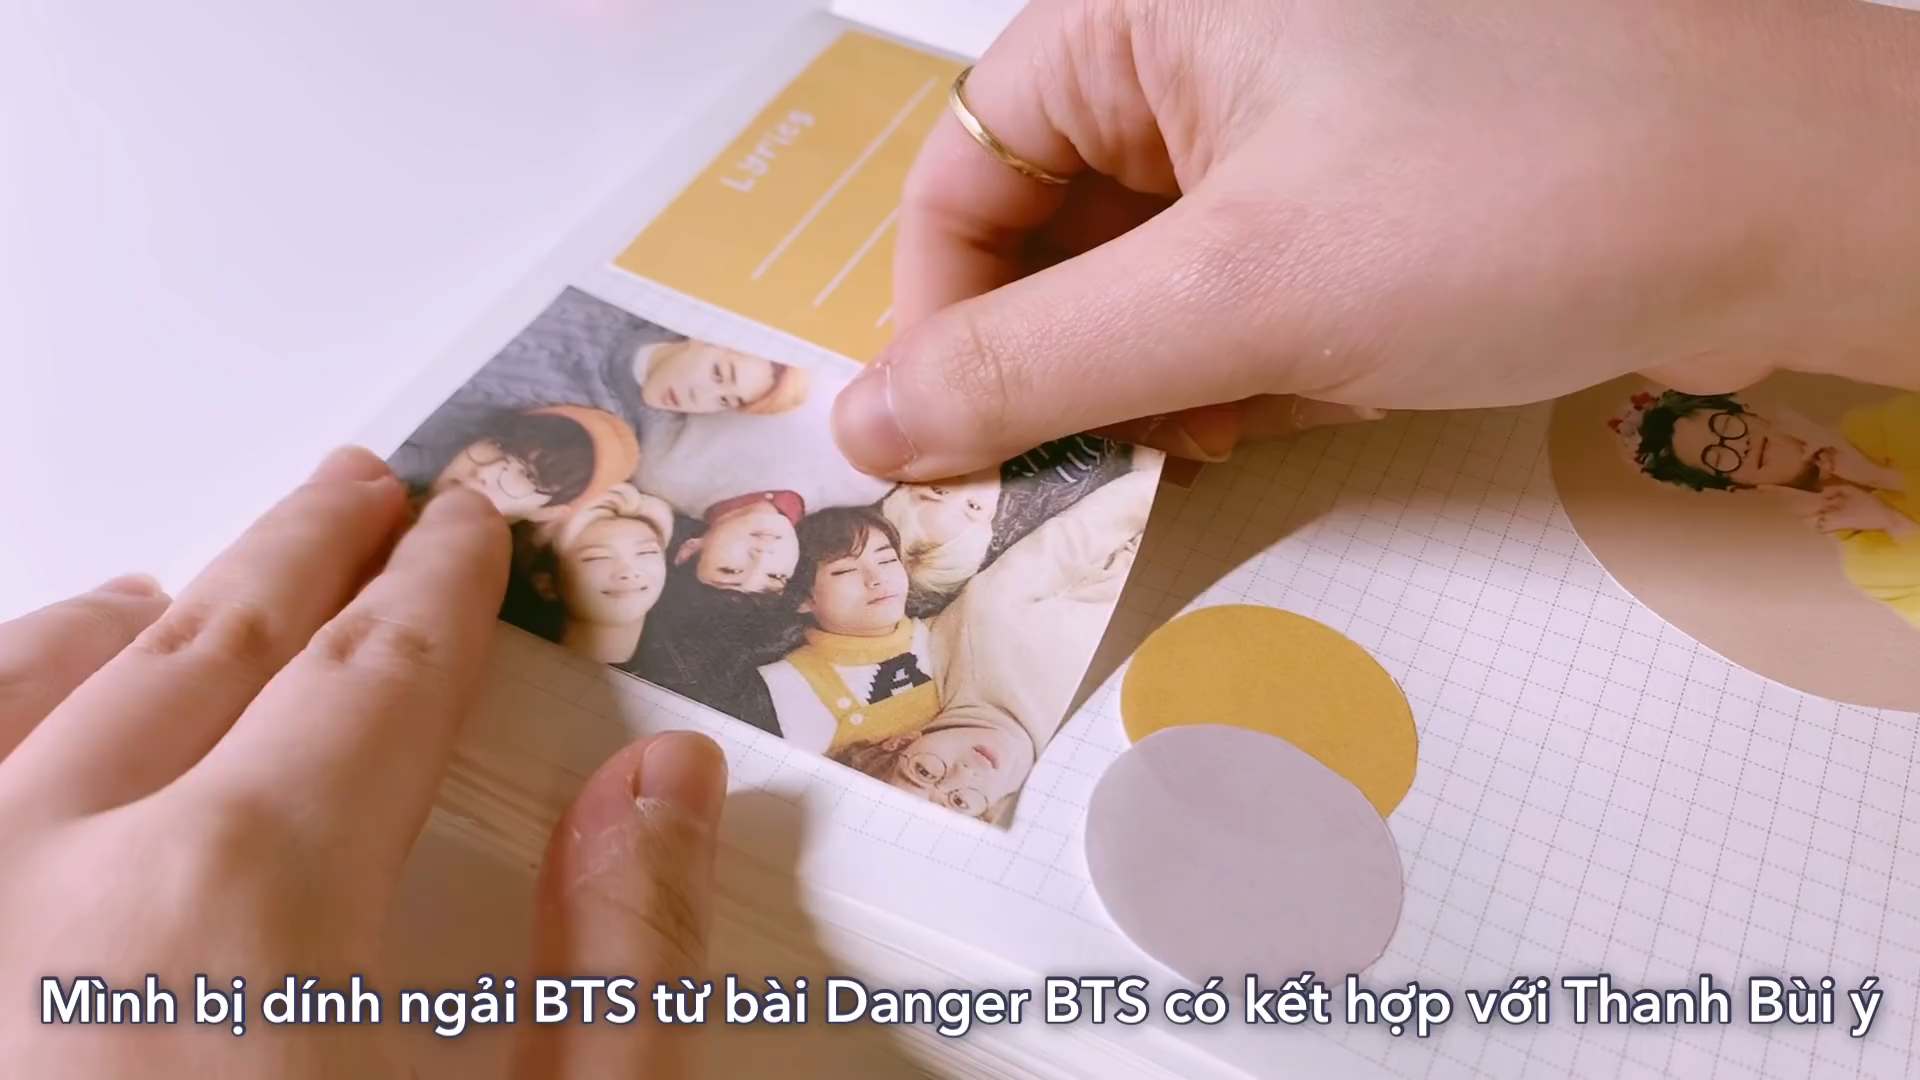 Lyrics
A
Mình bị dính ngải BTS từ bài Danger BTS có kết hợp với Thanh Bùi ý